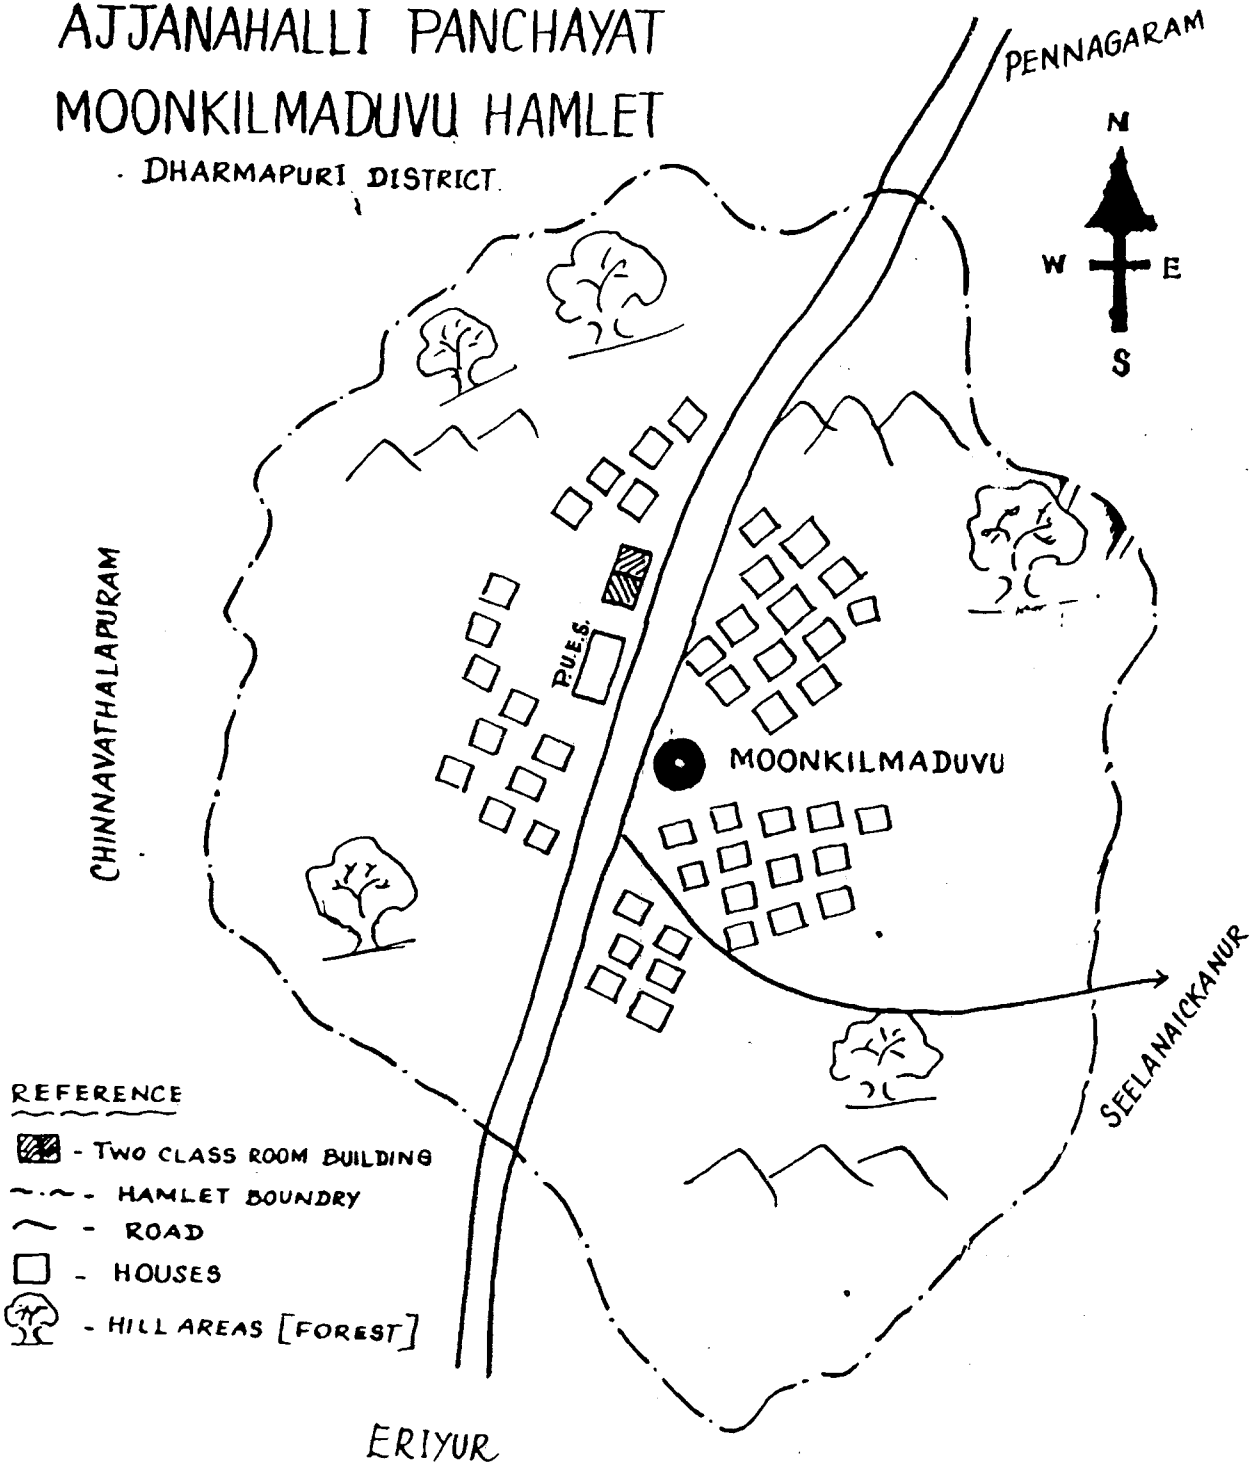 AJJANAHALLI PANCHAYAT
MOONKILMADUVU HAMLET
DHARMAPURI DISTRICT
PENNAGARAM
N
W E
S
CHINNAVATHALAPURAM
P.U.E.S.
MOONKILMADUVU
SEELANAICKANUR
REFERENCE
- TWO CLASS ROOM BUILDING
- HAMLET BOUNDRY
- ROAD
- HOUSES
- HILL AREAS [FOREST]
ERIYUR